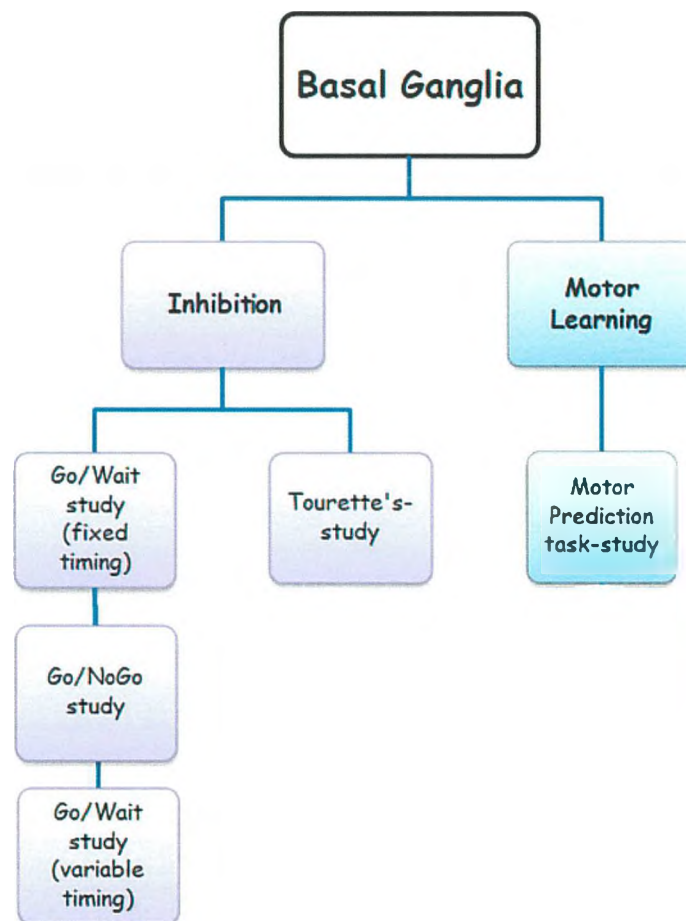 Basal Ganglia
Inhibition
Motor
Learning
Go/Wait
study
(fixed
timing)
Tourette's-
study
Motor
Prediction
task-study
Go/NoGo
study
Go/Wait
study
(variable
timing)